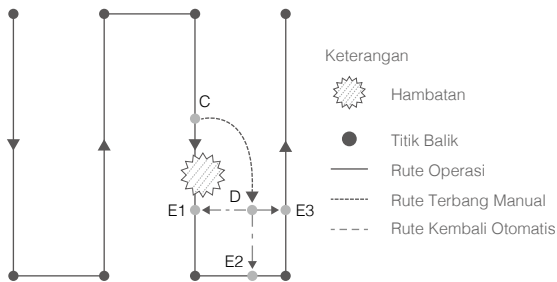 C
D
E1
E3
E2
Keterangan
Hambatan
Titik Balik
Rute Operasi
Rute Terbang Manual
Rute Kembali Otomatis